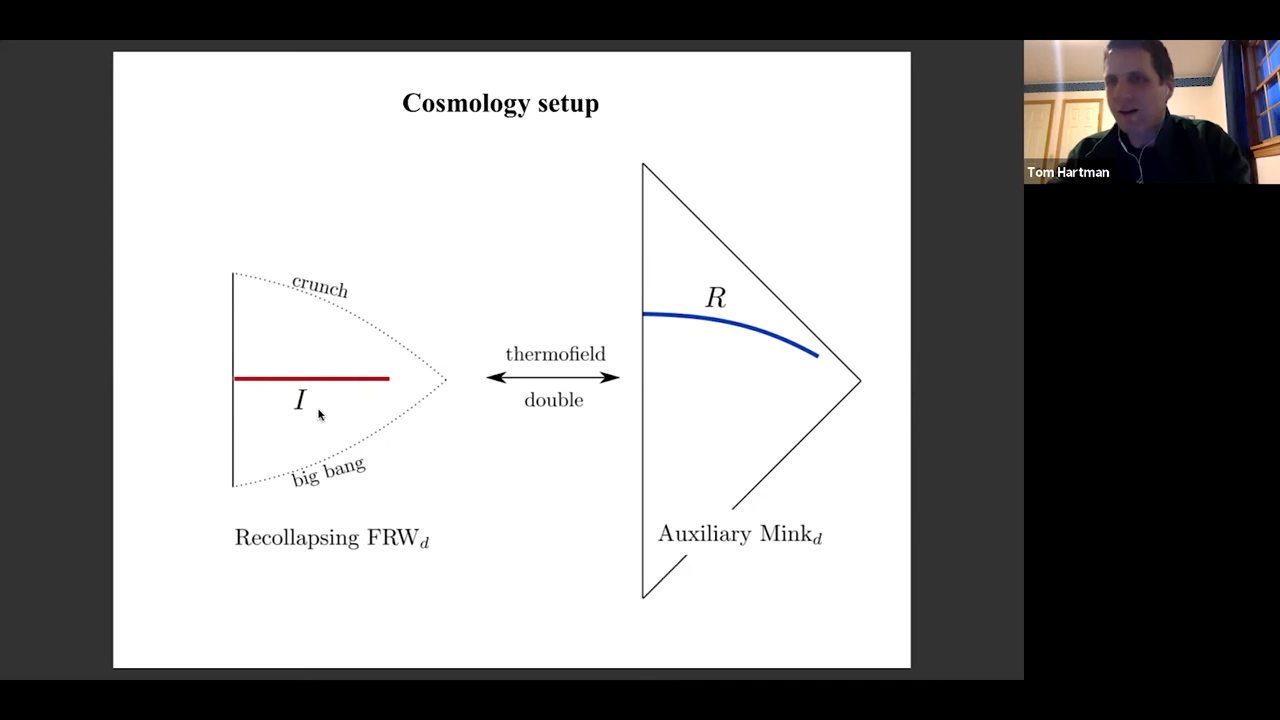 Cosmology setup
crunch
I
big bang
Recollapsing FRW_d
thermofield
double
R
Auxiliary Mink_d
Tom Hartman